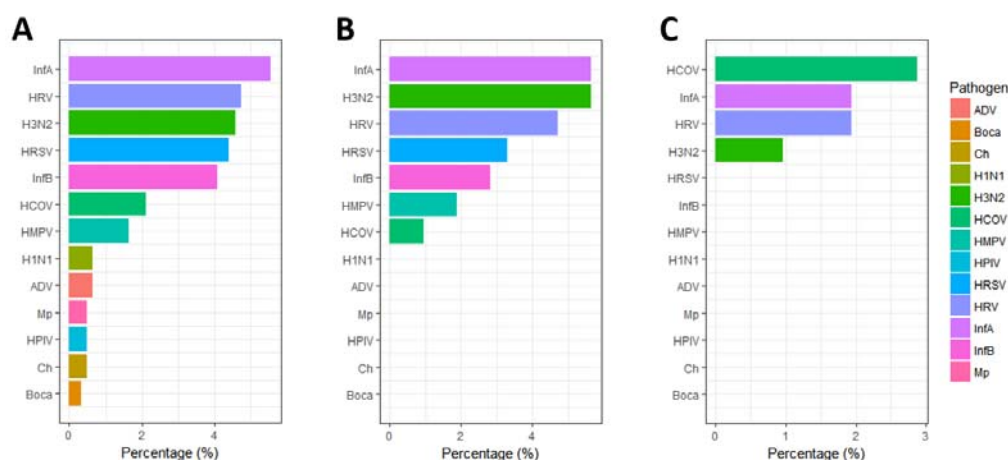 A
InfA
HRV
H3N2
HRSV
InfB
HCOV
HMPV
H1N1
ADV
Mp
HPIV
Ch
Boca
0 2 4
Percentage (%)
B
InfA
H3N2
HRV
HRSV
InfB
HMPV
HCOV
H1N1
ADV
Mp
HPIV
Ch
Boca
0 2 4
Percentage (%)
C
HCOV
InfA
HRV
H3N2
HRSV
InfB
HMPV
H1N1
ADV
Mp
HPIV
Ch
Boca
0 1 2 3
Percentage (%)
Pathogen
ADV
Boca
Ch
H1N1
H3N2
HCOV
HMPV
HPIV
HRSV
HRV
InfA
InfB
Mp